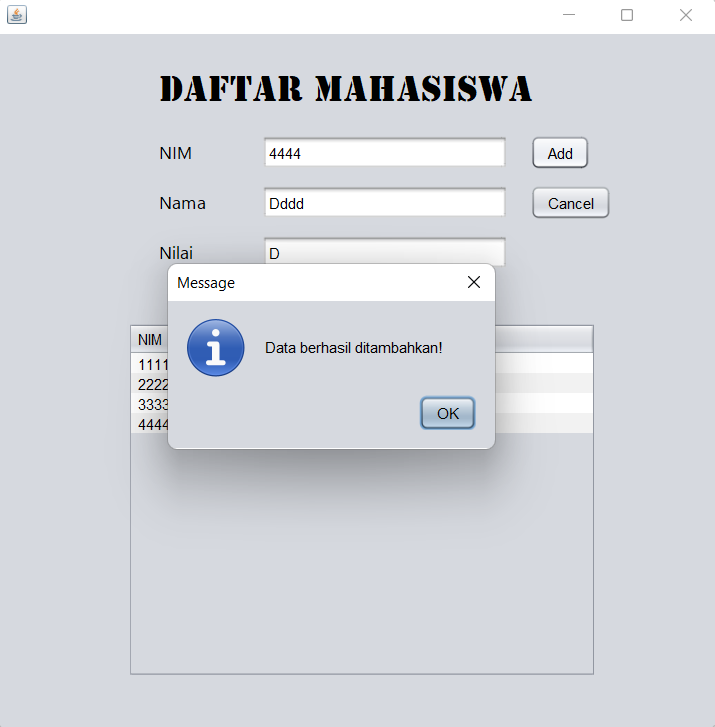 DAFTAR MAHASISWA
NIM 4444 Add
Nama Dddd Cancel
Nilai D
Message
Data berhasil ditambahkan!
OK
NIM
1111
2222
3333
4444